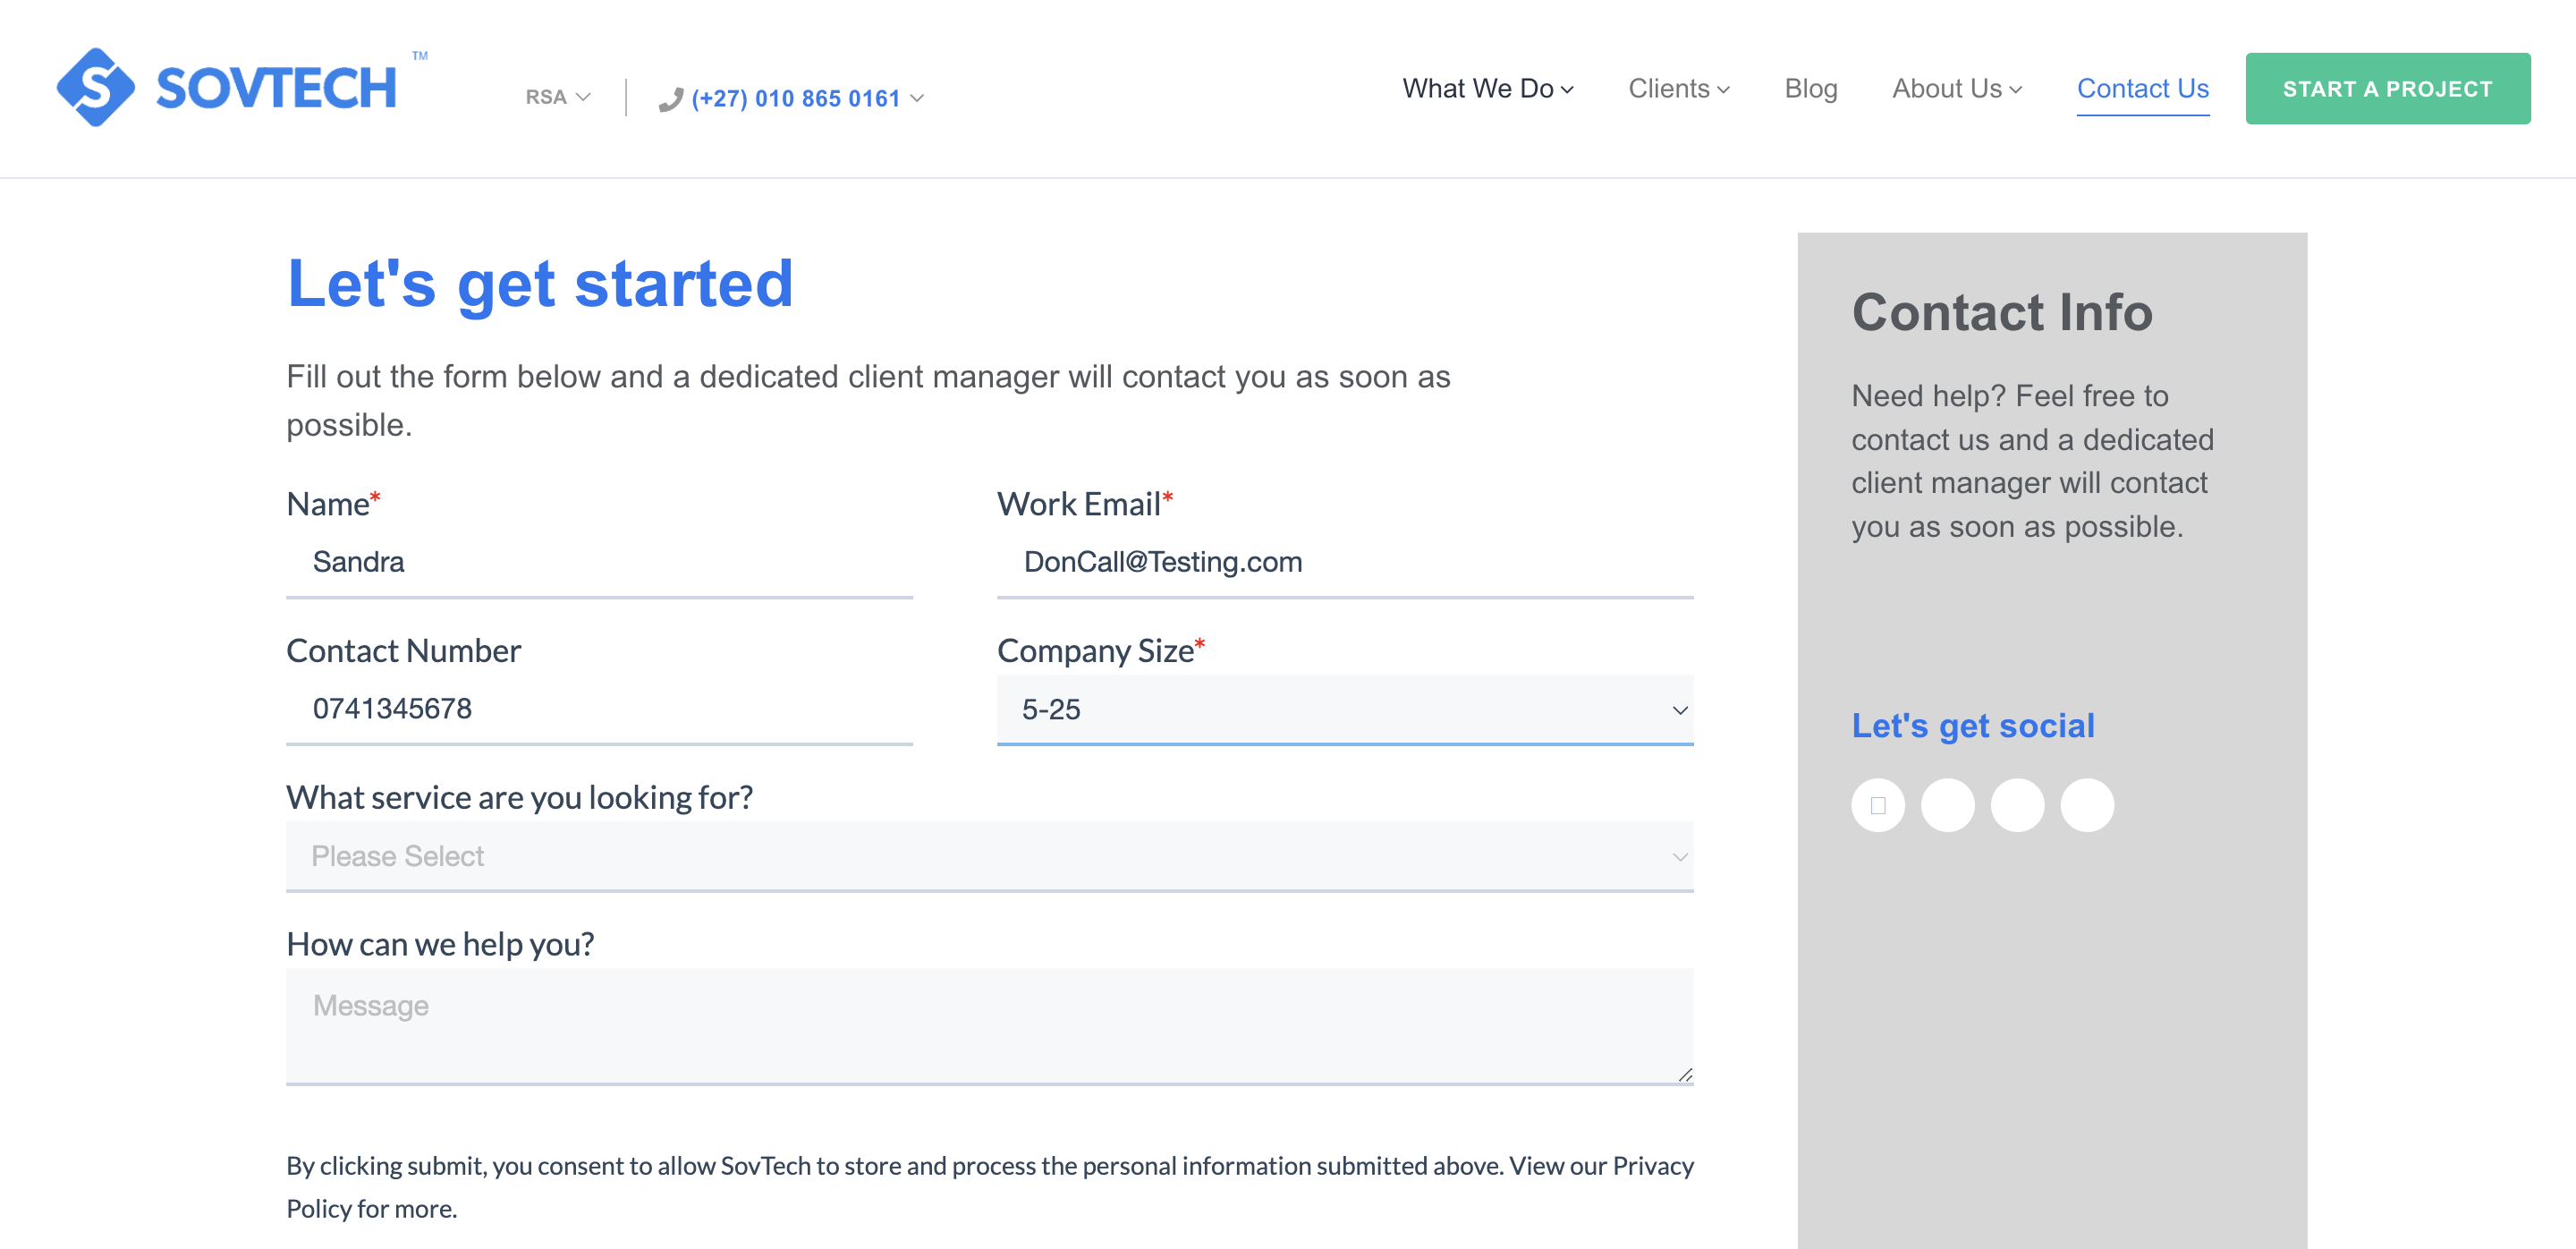 SOVTECH ™
RSA
(+27) 010 865 0161
What We Do
Clients
Blog
About Us
Contact Us
START A PROJECT
Let's get started
Fill out the form below and a dedicated client manager will contact you as soon as
possible.
Name*
Work Email*
Sandra
DonCall@Testing.com
Contact Number
Company Size*
0741345678
5-25
What service are you looking for?
Please Select
How can we help you?
Message
By clicking submit, you consent to allow SovTech to store and process the personal information submitted above. View our Privacy
Policy for more.
Contact Info
Need help? Feel free to
contact us and a dedicated
client manager will contact
you as soon as possible.
Let's get social